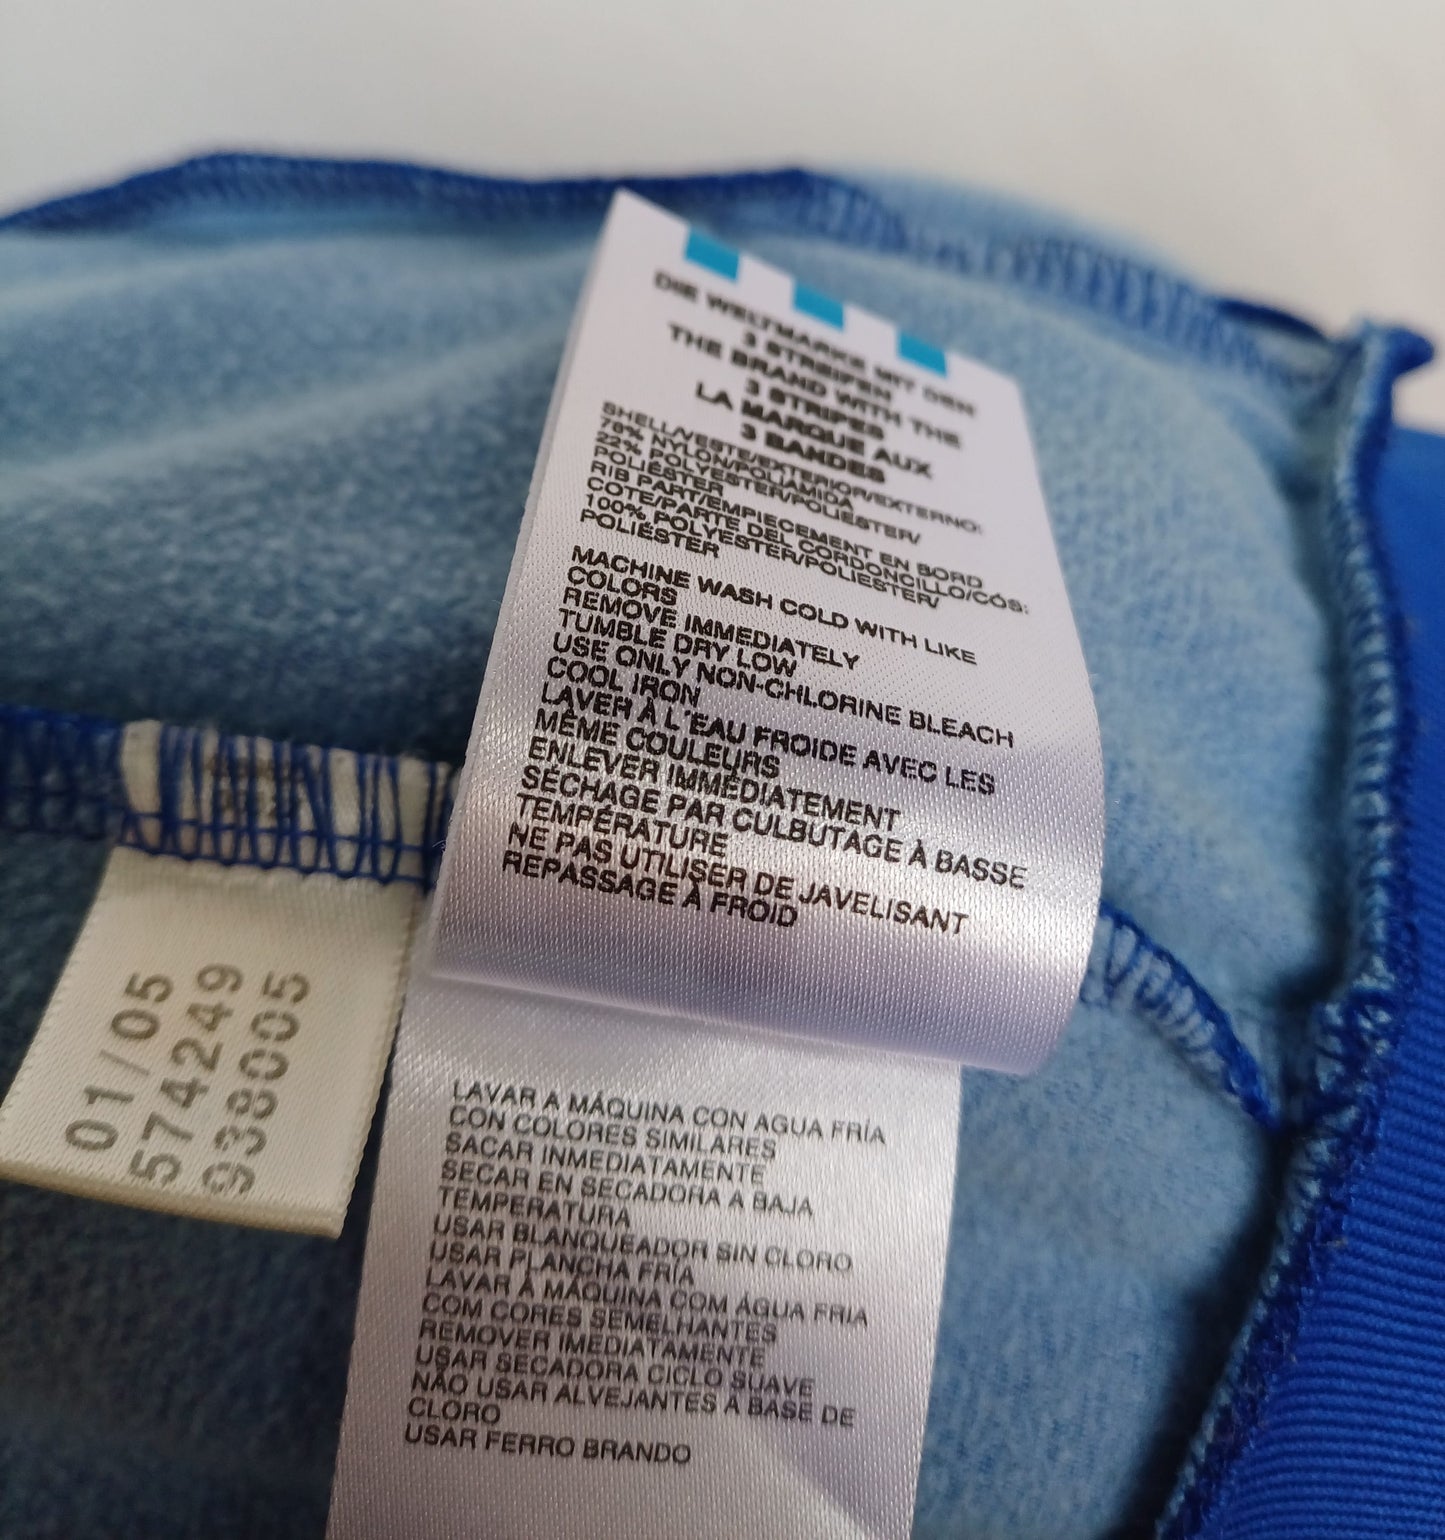 DIE WELTMARKE MIT DEN
3 STREIFEN
THE BRAND WITH THE
3 STRIPES
LA MARQUE AUX
3 BANDES
SHELL/VESTE/EXTERIOR/EXTERNO:
78% NYLON/POLIAMIDA
22% POLYESTER/POLIÉSTER/
POLIÉSTER
RIB PART/EMPIECEMENT EN BORD
COTE/PARTE DEL CORDONCILLO/CÓS:
100% POLYESTER/POLIESTER/
POLIÉSTER
MACHINE WASH COLD WITH LIKE
COLORS
REMOVE IMMEDIATELY
TUMBLE DRY LOW
USE ONLY NON-CHLORINE BLEACH
COOL IRON
LAVER À L'EAU FROIDE AVEC LES
MÊME COULEURS
ENLEVER IMMÉDIATEMENT
SÉCHAGE PAR CULBUTAGE À BASSE
TEMPÉRATURE
NE PAS UTILISER DE JAVELISANT
REPASSAGE À FROID
LAVAR A MÁQUINA CON AGUA FRÍA
CON COLORES SIMILARES
SACAR INMEDIATAMENTE
SECAR EN SECADORA A BAJA
TEMPERATURA
USAR BLANQUEADOR SIN CLORO
USAR PLANCHA FRÍA
LAVAR À MAQUINA COM ÁGUA FRIA
COM CORES SEMELHANTES
REMOVER IMEDIATAMENTE
USAR SECADORA CICLO SUAVE
NÃO USAR ALVEJANTES A BASE DE
CLORO
USAR FERRO BRANDO
01/05
574249
938005